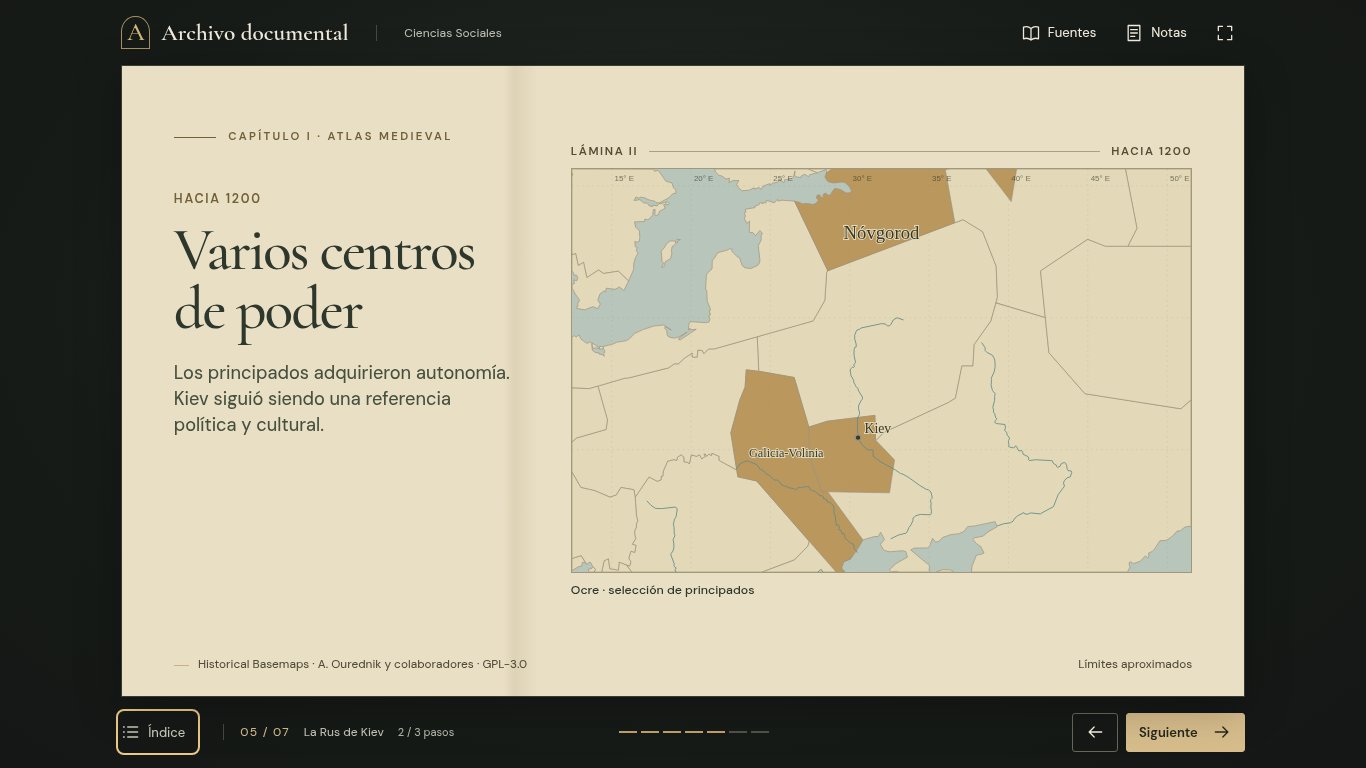 A Archivo documental
Ciencias Sociales
Fuentes
Notas
CAPÍTULO I · ATLAS MEDIEVAL
HACIA 1200
Varios centros
de poder
Los principados adquirieron autonomía.
Kiev siguió siendo una referencia
política y cultural.
LÁMINA II
HACIA 1200
15° E 20° E 25° E 30° E 35° E 40° E 45° E 50° E
Nóvgorod
Kiev
Galicia-Volinia
Ocre · selección de principados
Historical Basemaps · A. Ourednik y colaboradores · GPL-3.0
Límites aproximados
Índice
05 / 07 La Rus de Kiev 2 / 3 pasos
Siguiente